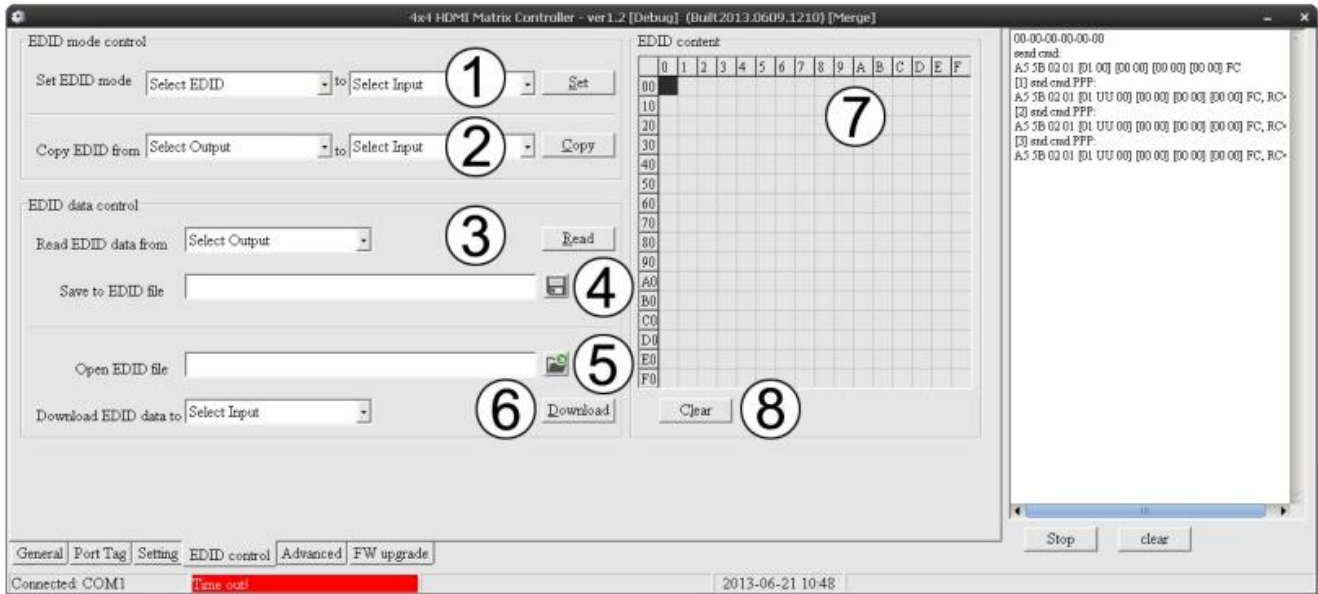 4x4 HDMI Matrix Controller - ver1.2 [Debug] (Built2013.0609.1210) [Merge]
EDID mode control
Set EDID mode Select EDID to Select Input 1 Set
Copy EDID from Select Output to Select Input 2 Copy
EDID data control
Read EDID data from Select Output 3 Read
Save to EDID file 4
Open EDID file 5
Download EDID data to Select Input 6 Download
EDID content
0 1 2 3 4 5 6 7 8 9 A B C D E F
00
10
20
30
40
50
60
70
80
90
A0
B0
C0
D0
E0
F0
7
Clear 8
00-00-00-00-00-00
send cmd:
A5 5B 02 01 [01 00] [00 00] [00 00] [00 00] FC
[1] snd cmd PPP:
A5 5B 02 01 [01 UU 00] [00 00] [00 00] [00 00] FC, RC
[2] snd cmd PPP:
A5 5B 02 01 [01 UU 00] [00 00] [00 00] [00 00] FC, RC
[3] snd cmd PPP:
A5 5B 02 01 [01 UU 00] [00 00] [00 00] [00 00] FC, RC
Stop clear
General Port Tag Setting EDID control Advanced FW upgrade
Connected: COM1 Time out! 2013-06-21 10:48